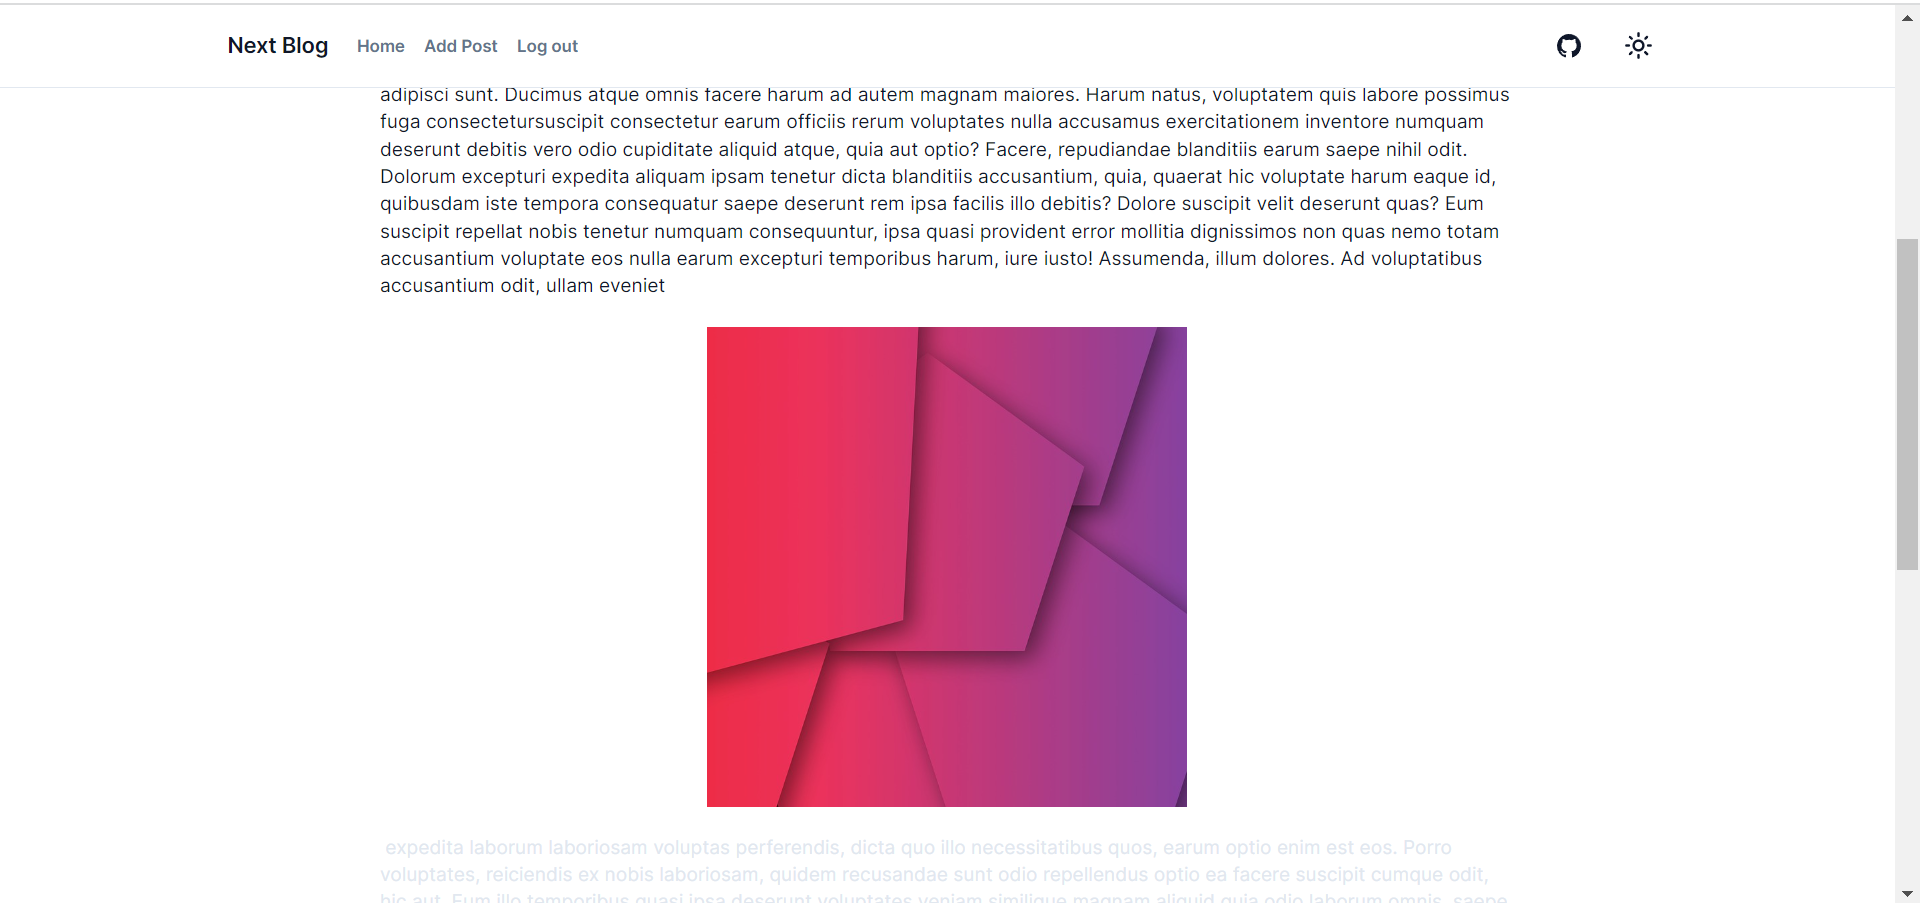 Next Blog Home Add Post Log out
adipisci sunt. Ducimus atque omnis facere harum ad autem magnam maiores. Harum natus, voluptatem quis labore possimus
fuga consectetursuscipit consectetur earum officiis rerum voluptates nulla accusamus exercitationem inventore numquam
deserunt debitis vero odio cupiditate aliquid atque, quia aut optio? Facere, repudiandae blanditiis earum saepe nihil odit.
Dolorum excepturi expedita aliquam ipsam tenetur dicta blanditiis accusantium, quia, quaerat hic voluptate harum eaque id,
quibusdam iste tempora consequatur saepe deserunt rem ipsa facilis illo debitis? Dolore suscipit velit deserunt quas? Eum
suscipit repellat nobis tenetur numquam consequuntur, ipsa quasi provident error mollitia dignissimos non quas nemo totam
accusantium voluptate eos nulla earum excepturi temporibus harum, iure iusto! Assumenda, illum dolores. Ad voluptatibus
accusantium odit, ullam eveniet
expedita laborum laboriosam voluptas perferendis, dicta quo illo necessitatibus quos, earum optio enim est eos. Porro
voluptates, reiciendis ex nobis laboriosam, quidem recusandae sunt odio repellendus optio ea facere suscipit cumque odit,
hic aut. Eum illo temporibus quasi ipsa deserunt voluptates veniam similique magnam aliquid quia odio laborum omnis, saepe